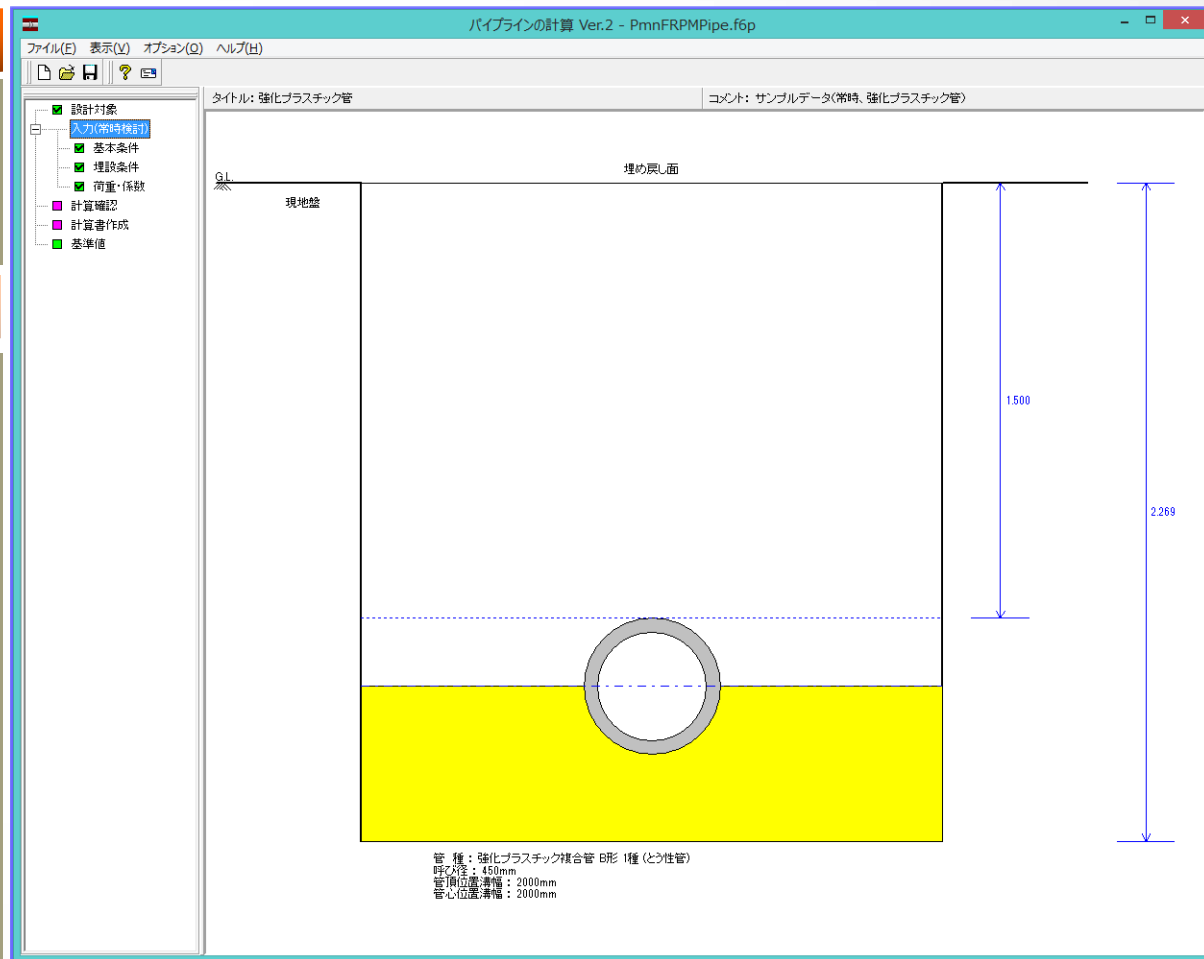 パイプラインの計算 Ver.2 - PmnFRPMPipe.f6p
ファイル(F) 表示(V) オプション(O) ヘルプ(H)
タイトル: 強化プラスチック管
コメント: サンプルデータ(常時、強化プラスチック管)
設計対象
入力(常時検討)
基本条件
埋設条件
荷重・係数
計算確認
計算書作成
基準値
埋め戻し面
G.L.
現地盤
1.500
2.269
管 種 : 強化プラスチック複合管 B形 1種 (とう性管)
呼び径 : 450mm
管頂位置溝幅 : 2000mm
管心位置溝幅 : 2000mm